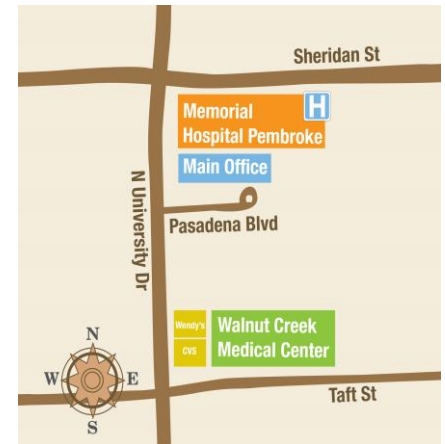 Sheridan St
Memorial
Hospital Pembroke
H
Main Office
N University Dr
Pasadena Blvd
Wendy's
CVS
Walnut Creek
Medical Center
N
W
E
S
Taft St